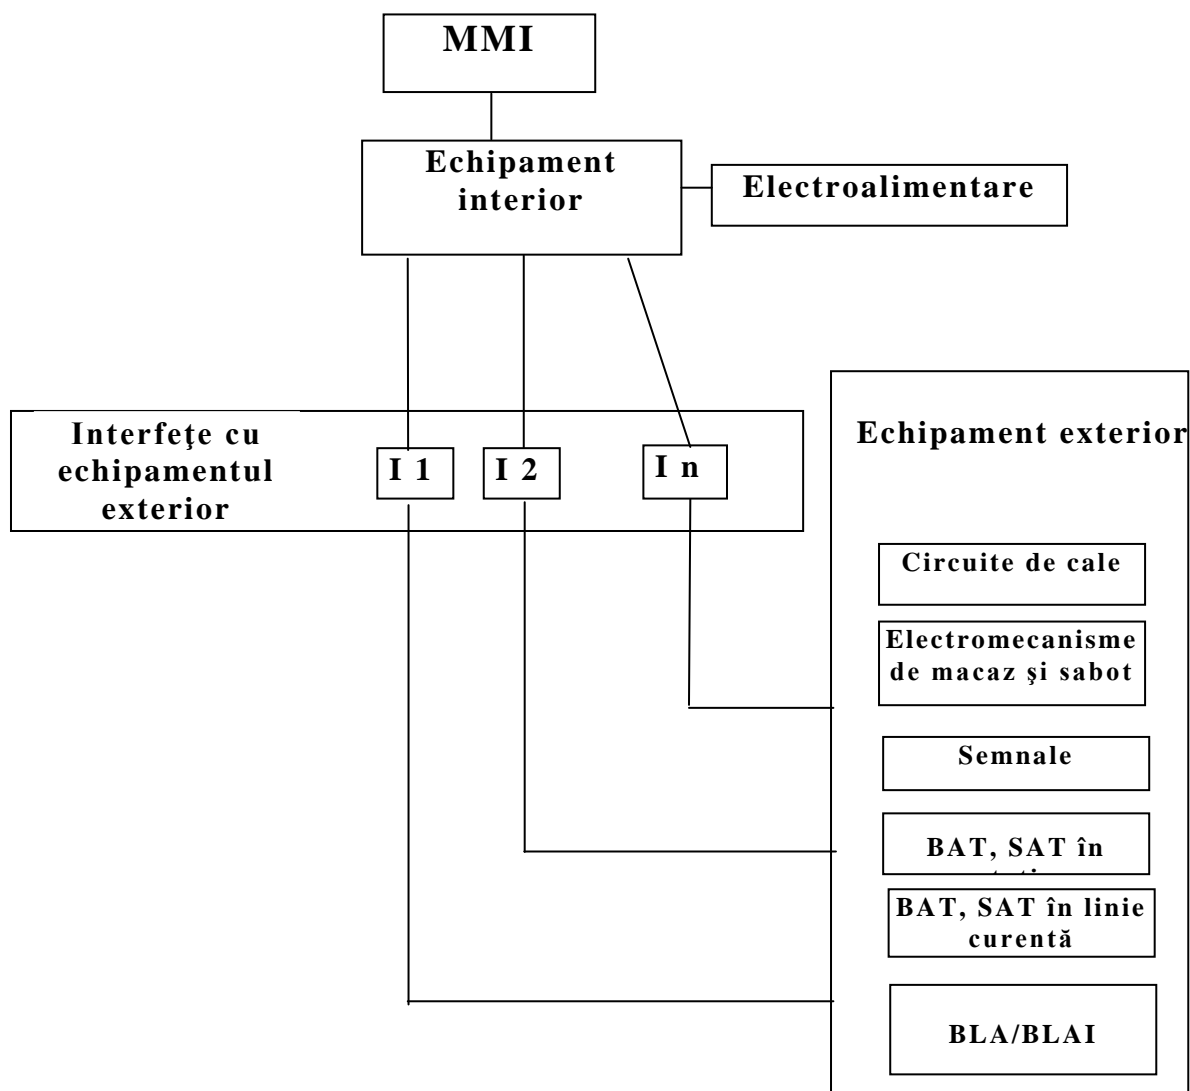 MMI
Echipament
interior
Electroalimentare
Interfeţe cu
echipamentul
exterior
I 1
I 2
I n
Echipament exterior
Circuite de cale
Electromecanisme
de macaz şi sabot
Semnale
BAT, SAT în
BAT, SAT în linie
curentă
BLA/BLAI